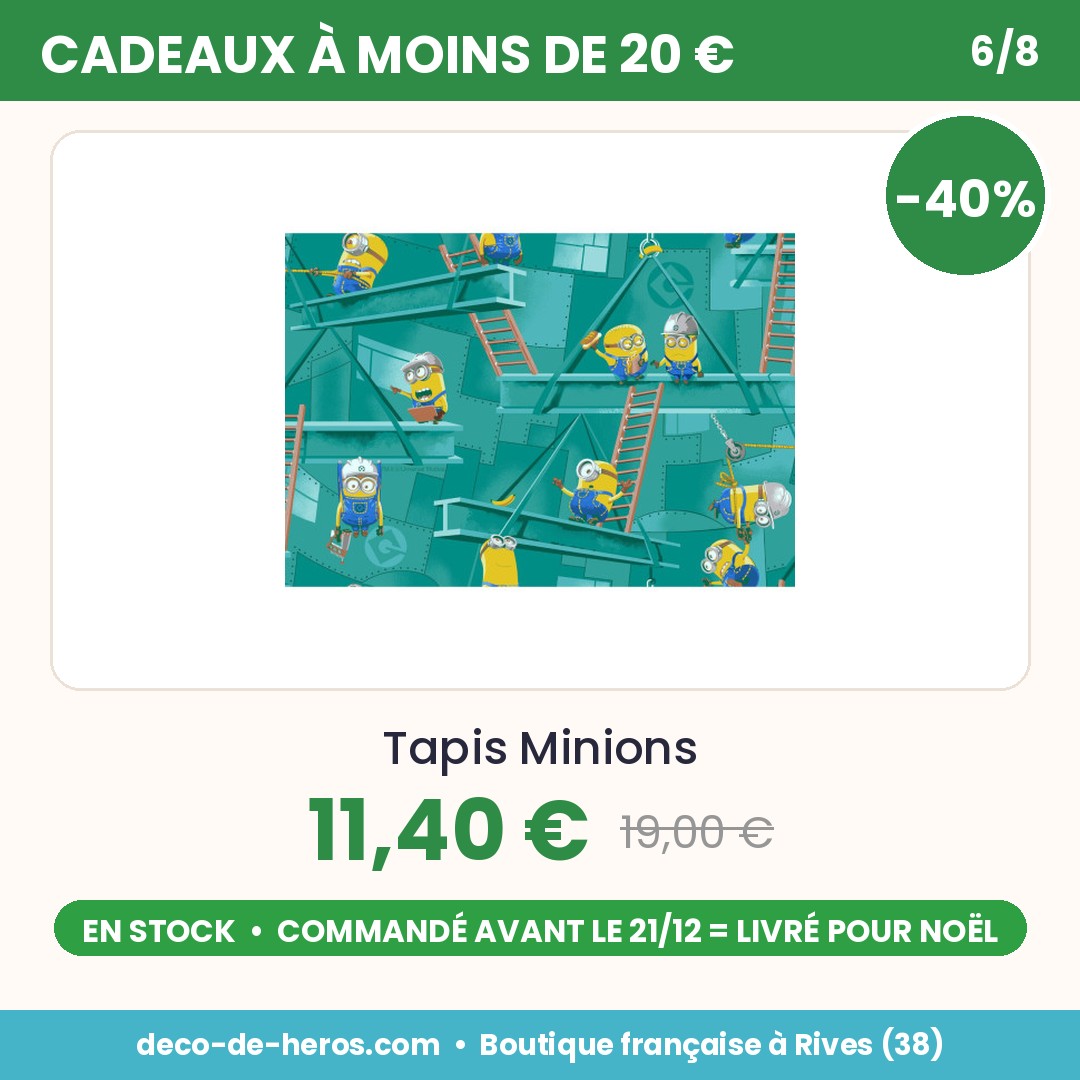 CADEAUX À MOINS DE 20 €
6/8
-40%
Tapis Minions
11,40 € 19,00 €
EN STOCK • COMMANDÉ AVANT LE 21/12 = LIVRÉ POUR NOËL
deco-de-heros.com • Boutique française à Rives (38)